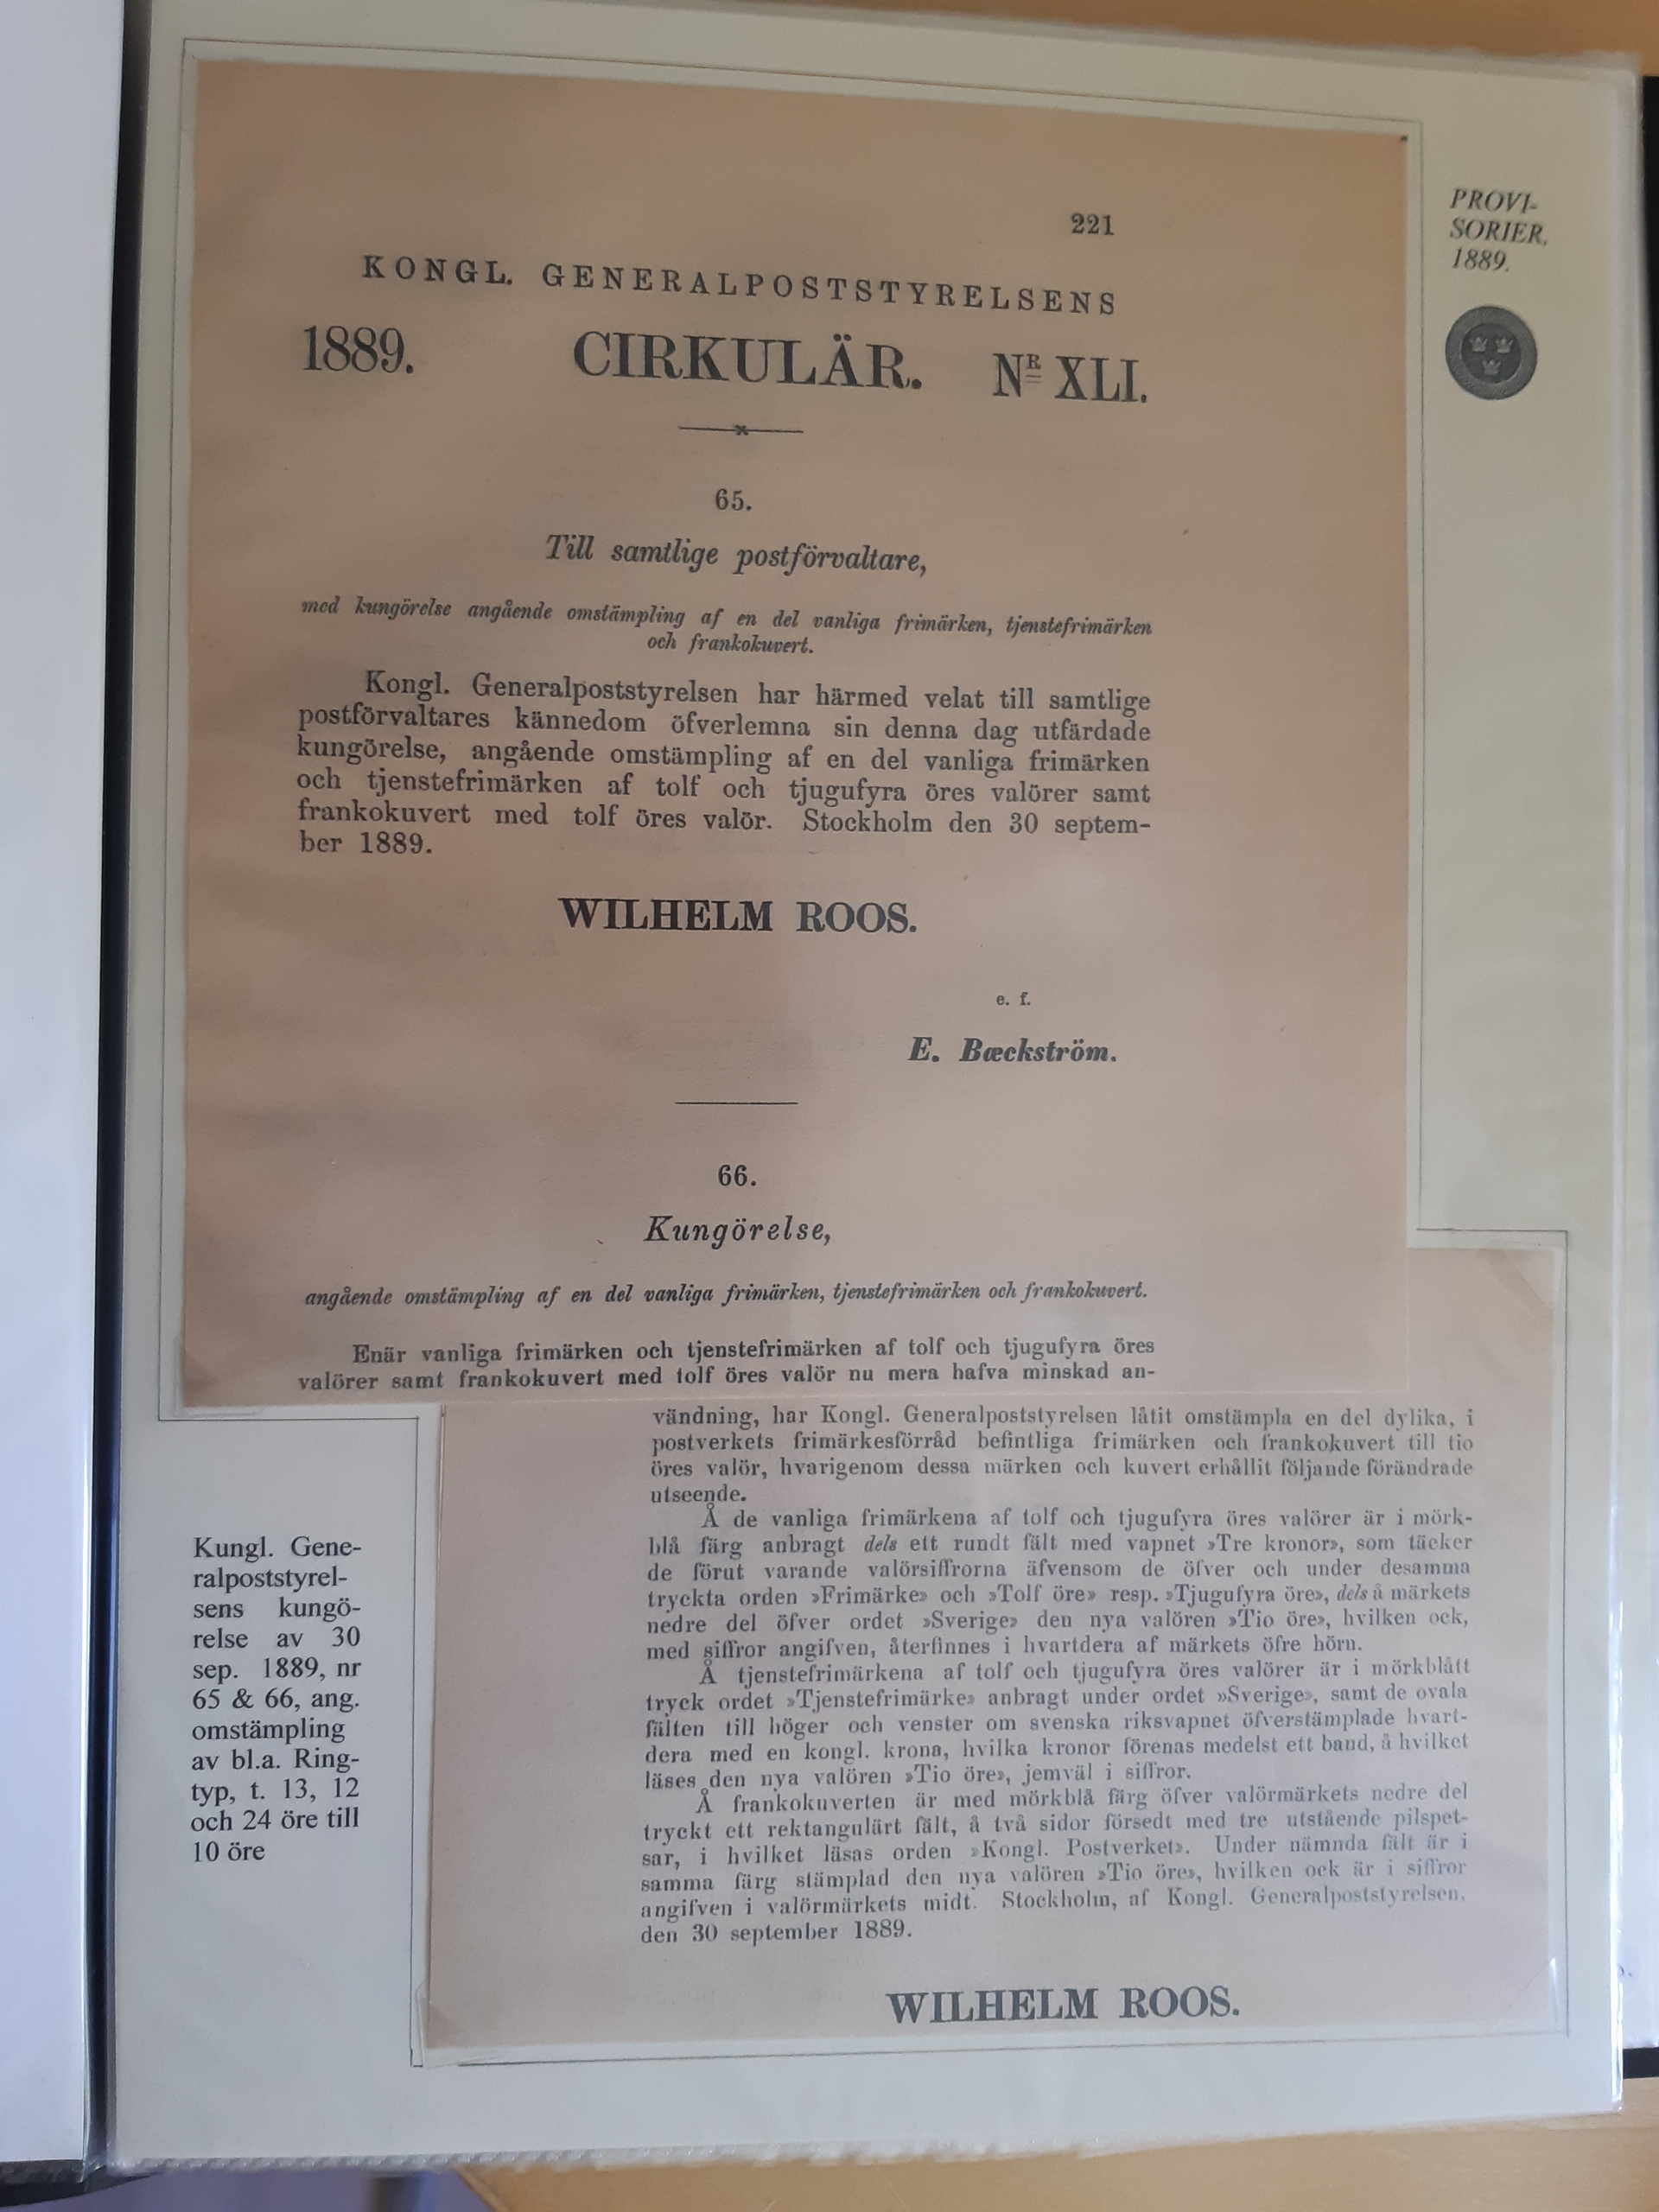 221
KONGL. GENERALPOSTSTYRELSENS
1889. CIRKULÄR. NR XLI.
65.
Till samtlige postförvaltare,
med kungörelse angående omstämpling af en del vanliga frimärken, tjenstefrimärken
och frankokuvert.
Kongl. Generalpoststyrelsen har härmed velat till samtlige
postförvaltares kännedom öfverlemna sin denna dag utfärdade
kungörelse, angående omstämpling af en del vanliga frimärken
och tjenstefrimärken af tolf och tjugufyra öres valörer samt
frankokuvert med tolf öres valör. Stockholm den 30 septem-
ber 1889.
WILHELM ROOS.
e. f.
E. Bæckström.
66.
Kungörelse,
angående omstämpling af en del vanliga frimärken, tjenstefrimärken och frankokuvert.
Enär vanliga frimärken och tjenstefrimärken af tolf och tjugufyra öres
valörer samt frankokuvert med tolf öres valör nu mera hafva minskad an-
vändning, har Kongl. Generalpoststyrelsen låtit omstämpla en del dylika, i
postverkets frimärkesförråd befintliga frimärken och frankokuvert till tio
öres valör, hvarigenom dessa märken och kuvert erhållit följande förändrade
utseende.
Å de vanliga frimärkena af tolf och tjugufyra öres valörer är i mörk-
blå färg anbragt dels ett rundt fält med vapnet »Tre kronor», som täcker
de förut varande valörsiffrorna äfvensom de öfver och under desamma
tryckta orden »Frimärke» och »Tolf öre» resp. »Tjugufyra öre», dels å märkets
nedre del öfver ordet »Sverige» den nya valören »Tio öre», hvilken ock,
med siffror angifven, återfinnes i hvartdera af märkets öfre hörn.
Å tjenstefrimärkena af tolf och tjugufyra öres valörer är i mörkblått
tryck ordet »Tjenstefrimärke» anbragt under ordet »Sverige», samt de ovala
fälten till höger och venster om svenska riksvapnet öfverstämplade hvart-
dera med en kongl. krona, hvilka kronor förenas medelst ett band, å hvilket
läses den nya valören »Tio öre», jemväl i siffror.
Å frankokuverten är med mörkblå färg öfver valörmärkets nedre del
tryckt ett rektangulärt fält, å två sidor försedt med tre utstående pilspet-
sar, i hvilket läsas orden »Kongl. Postverket». Under nämnda fält är i
samma färg stämplad den nya valören »Tio öre», hvilken ock är i siffror
angifven i valörmärkets midt. Stockholm, af Kongl. Generalpoststyrelsen,
den 30 september 1889.
WILHELM ROOS.
PROVI-
SORIER,
1889.
Kungl. Gene-
ralpoststyrel-
sens kungö-
relse av 30
sep. 1889, nr
65 & 66, ang.
omstämpling
av bl.a. Ring-
typ, t. 13, 12
och 24 öre till
10 öre